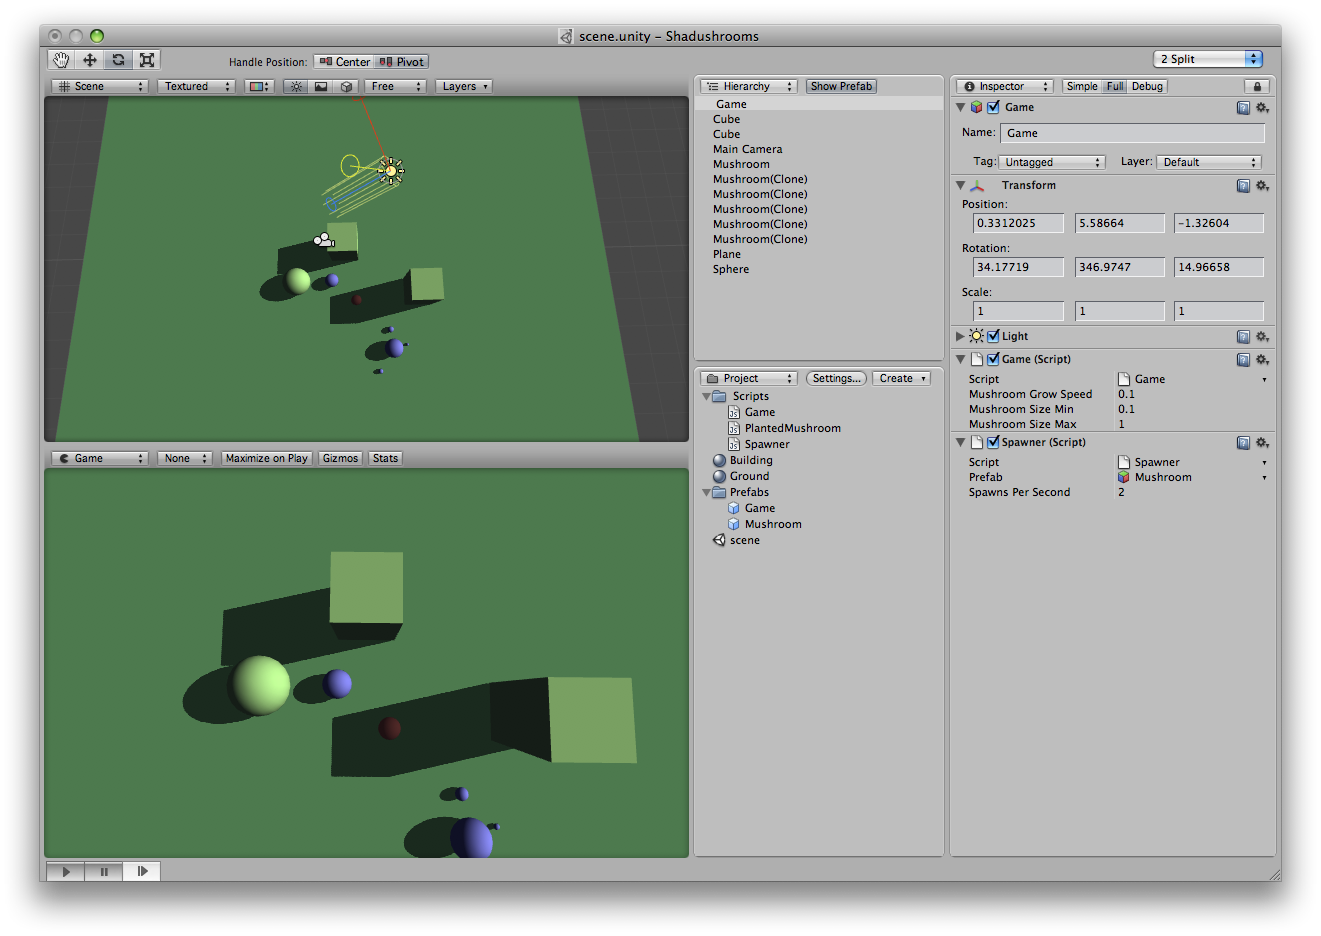 scene.unity – Shadushrooms
Handle Position: Center Pivot
2 Split
Scene Textured Free Layers
Hierarchy Show Prefab
Game
Cube
Cube
Main Camera
Mushroom
Mushroom(Clone)
Mushroom(Clone)
Mushroom(Clone)
Mushroom(Clone)
Mushroom(Clone)
Plane
Sphere
Project Settings... Create
Scripts
Game
PlantedMushroom
Spawner
Building
Ground
Prefabs
Game
Mushroom
scene
Game None Maximize on Play Gizmos Stats
Inspector Simple Full Debug
Game
Name: Game
Tag: Untagged Layer: Default
Transform
Position:
0.3312025 5.58664 -1.32604
Rotation:
34.17719 346.9747 14.96658
Scale:
1 1 1
Light
Game (Script)
Script Game
Mushroom Grow Speed 0.1
Mushroom Size Min 0.1
Mushroom Size Max 1
Spawner (Script)
Script Spawner
Prefab Mushroom
Spawns Per Second 2